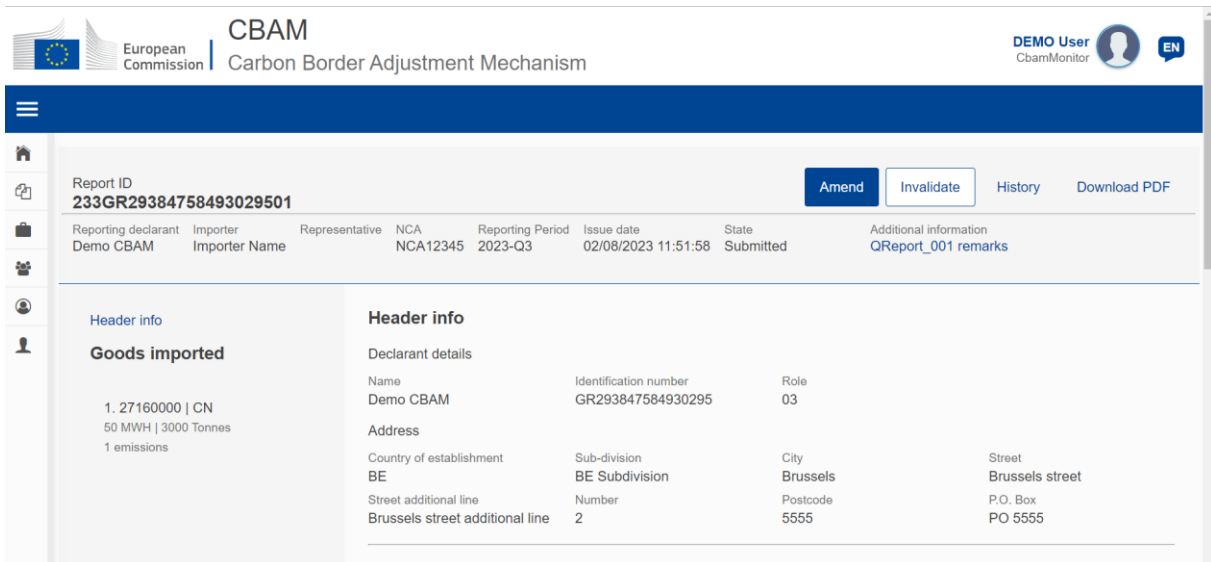 CBAM
European Commission
Carbon Border Adjustment Mechanism
DEMO User
CbamMonitor
EN
Report ID
233GR29384758493029501
Amend
Invalidate
History
Download PDF
Reporting declarant Importer Representative NCA Reporting Period Issue date State Additional information
Demo CBAM Importer Name NCA12345 2023-Q3 02/08/2023 11:51:58 Submitted QReport_001 remarks
Header info
Goods imported
1. 27160000 | CN
50 MWH | 3000 Tonnes
1 emissions
Header info
Declarant details
Name Identification number Role
Demo CBAM GR293847584930295 03
Address
Country of establishment Sub-division City Street
BE BE Subdivision Brussels Brussels street
Street additional line Number Postcode P.O. Box
Brussels street additional line 2 5555 PO 5555